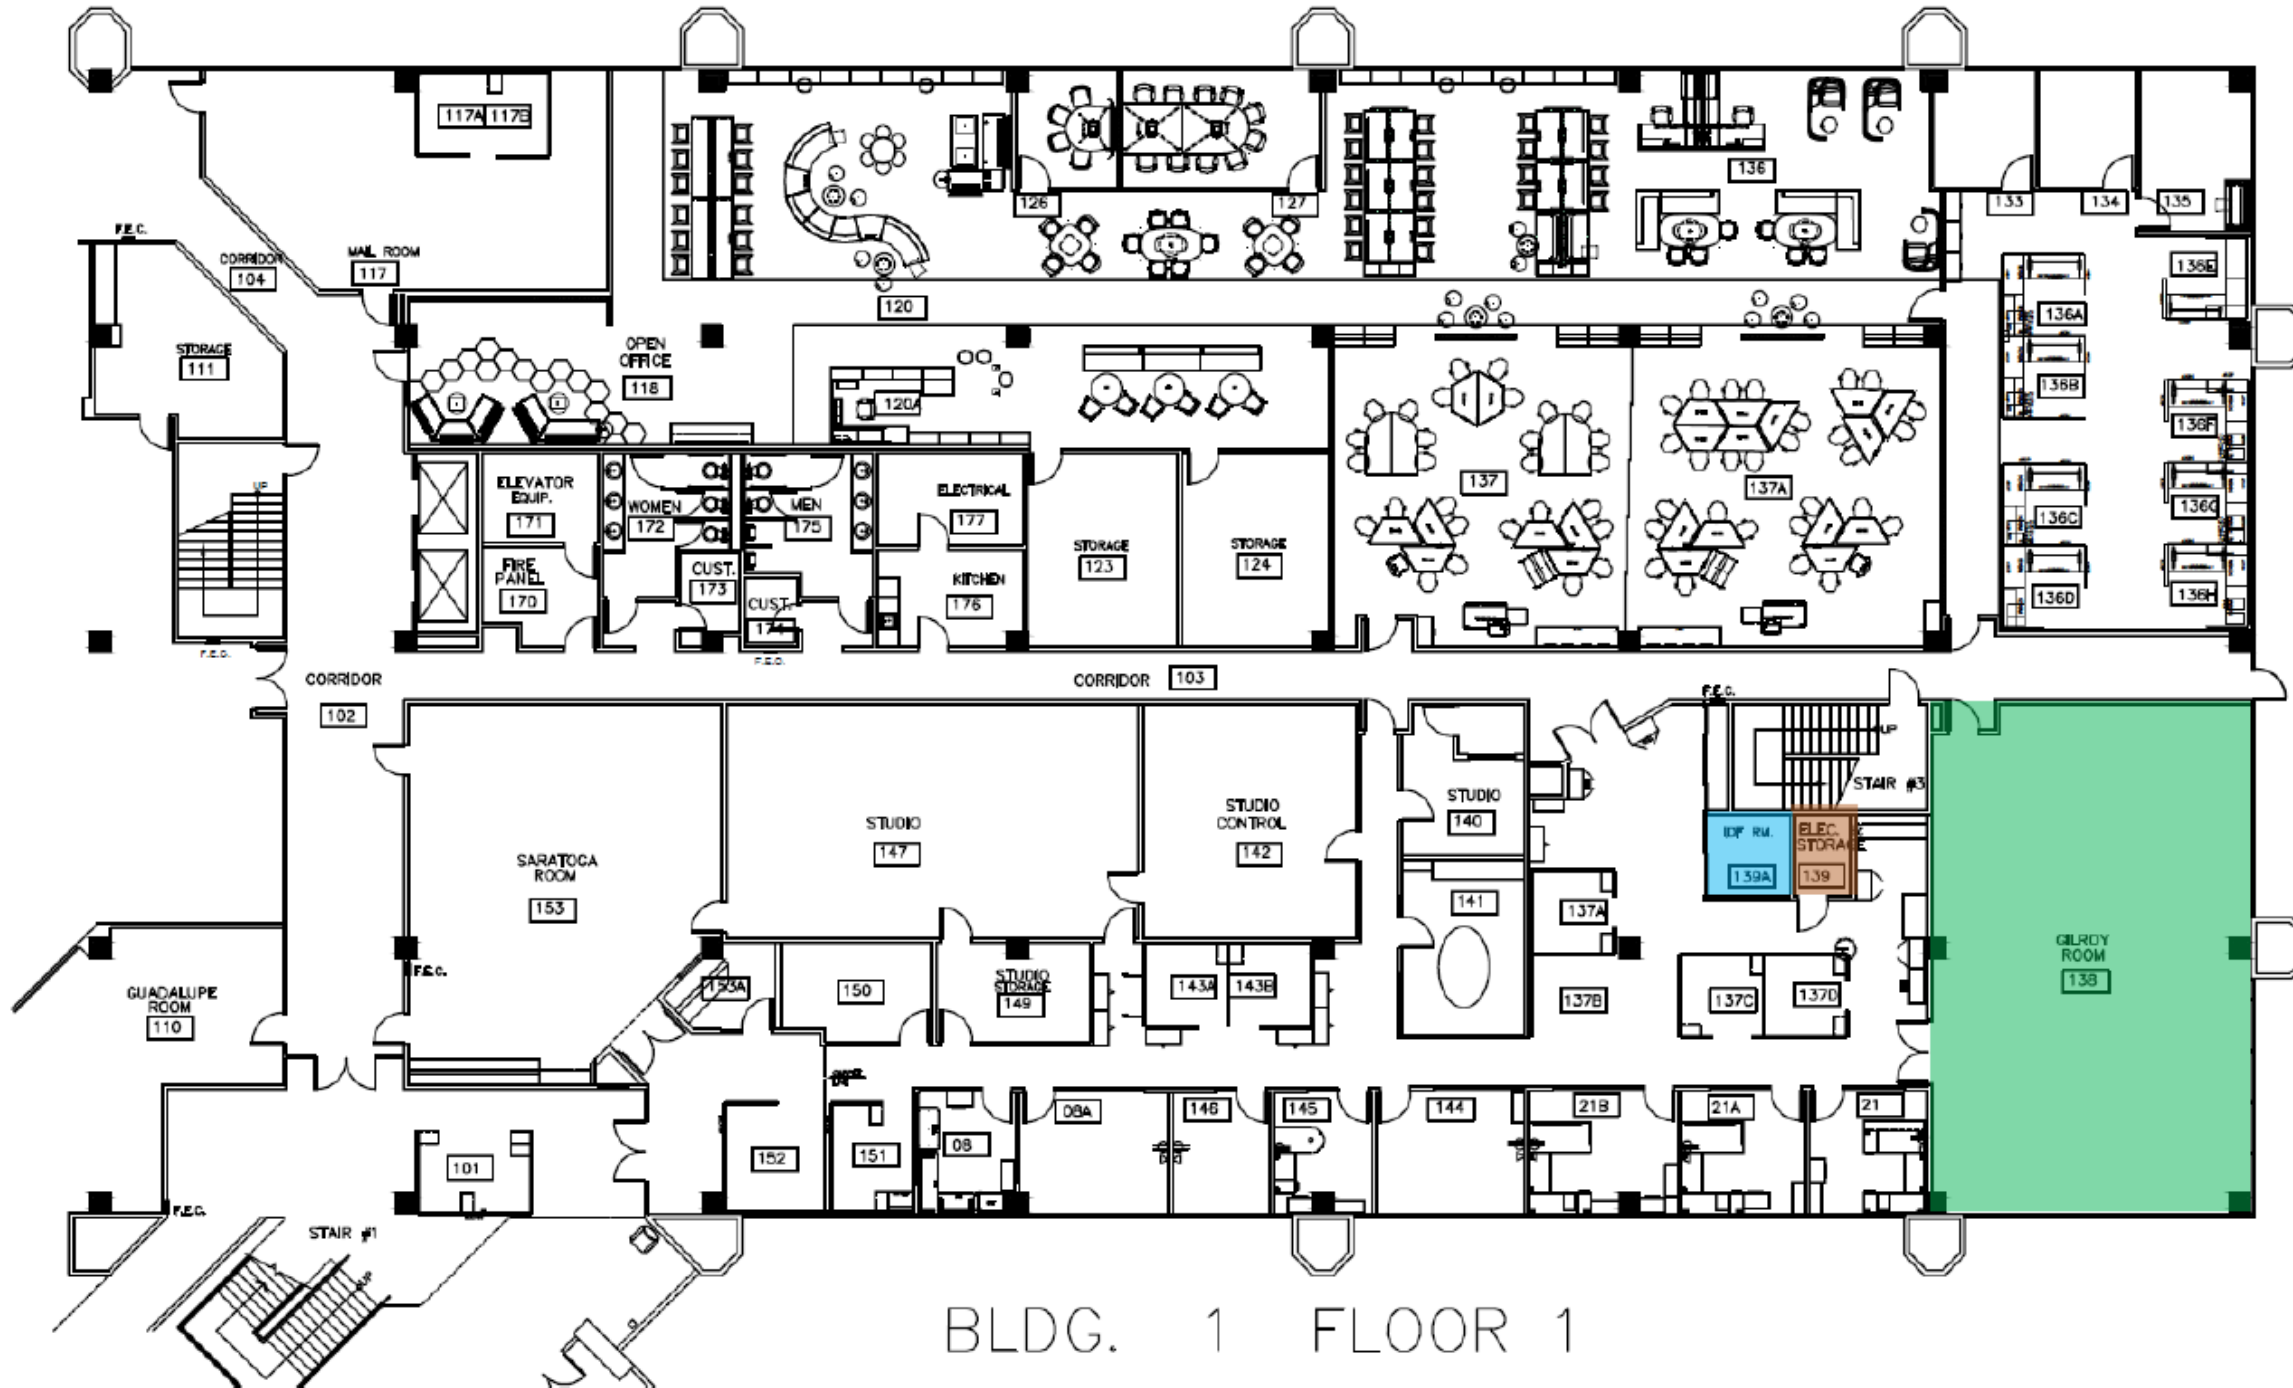 117A 117B
F.E.C.
CORRIDOR
104
MAIL ROOM
117
126
127
136
133
134
135
136E
120
136A
STORAGE
111
OPEN
OFFICE
118
120A
136B
136F
ELEVATOR
EQUIP.
171
WOMEN
172
MEN
175
ELECTRICAL
177
137
137A
UP
136C
136G
FIRE
PANEL
170
CUST.
173
CUST.
174
KITCHEN
176
STORAGE
123
STORAGE
124
136D
136H
F.E.C.
F.E.C.
CORRIDOR
102
CORRIDOR 103
F.E.C.
UP
STAIR #3
STUDIO
147
STUDIO
CONTROL
142
STUDIO
140
IDF RM.
139A
ELEC.
STORAGE
139
SARATOGA
ROOM
153
141
137A
GILROY
ROOM
138
F.E.C.
GUADALUPE
ROOM
110
153A
150
STUDIO
STORAGE
149
143A
143B
137B
137C
137D
101
152
151
08
08A
146
145
144
21B
21A
21
F.E.C.
STAIR #1
UP
BLDG. 1 FLOOR 1